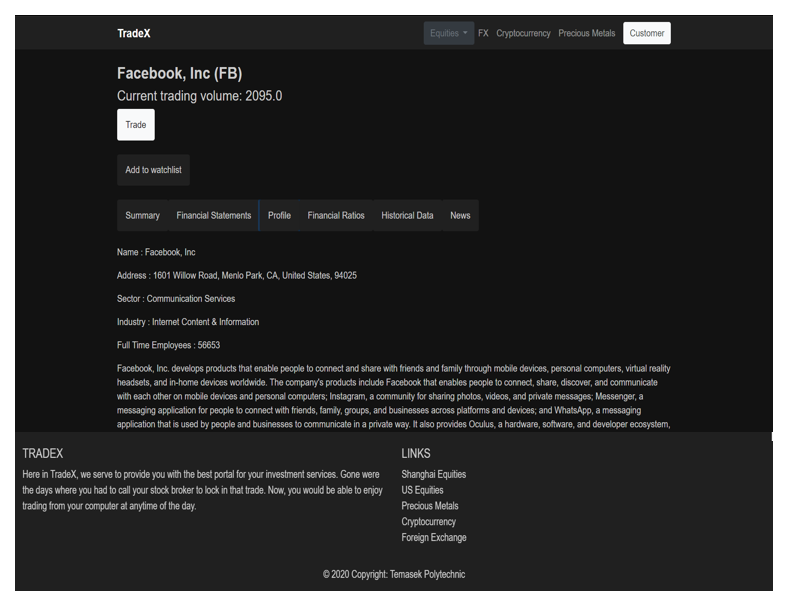 TradeX
Equities
FX
Cryptocurrency
Precious Metals
Customer
Facebook, Inc (FB)
Current trading volume: 2095.0
Trade
Add to watchlist
Summary
Financial Statements
Profile
Financial Ratios
Historical Data
News
Name : Facebook, Inc
Address : 1601 Willow Road, Menlo Park, CA, United States, 94025
Sector : Communication Services
Industry : Internet Content & Information
Full Time Employees : 56653
Facebook, Inc. develops products that enable people to connect and share with friends and family through mobile devices, personal computers, virtual reality
headsets, and in-home devices worldwide. The company's products include Facebook that enables people to connect, share, discover, and communicate
with each other on mobile devices and personal computers; Instagram, a community for sharing photos, videos, and private messages; Messenger, a
messaging application for people to connect with friends, family, groups, and businesses across platforms and devices; and WhatsApp, a messaging
application that is used by people and businesses to communicate in a private way. It also provides Oculus, a hardware, software, and developer ecosystem,
TRADEX
Here in TradeX, we serve to provide you with the best portal for your investment services. Gone were
the days where you had to call your stock broker to lock in that trade. Now, you would be able to enjoy
trading from your computer at anytime of the day.
LINKS
Shanghai Equities
US Equities
Precious Metals
Cryptocurrency
Foreign Exchange
© 2020 Copyright: Temasek Polytechnic